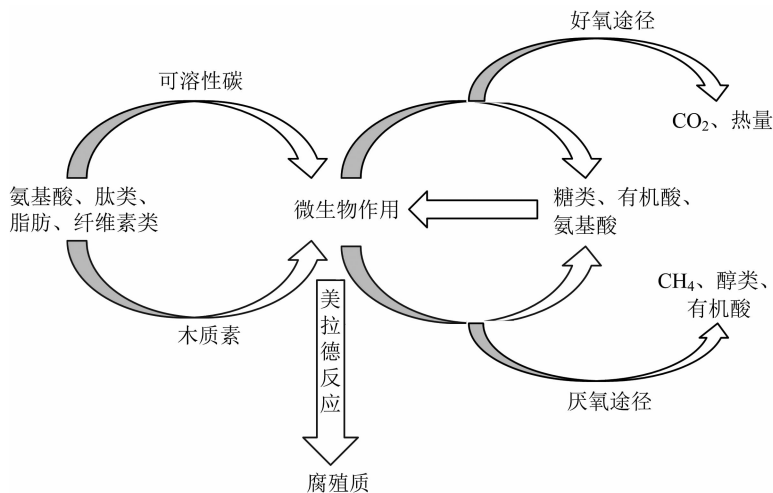 好氧途径
可溶性碳
CO₂、热量
氨基酸、肽类、
脂肪、纤维素类
微生物作用
糖类、有机酸、
氨基酸
CH₄、醇类、
有机酸
木质素
美拉德反应
厌氧途径
腐殖质